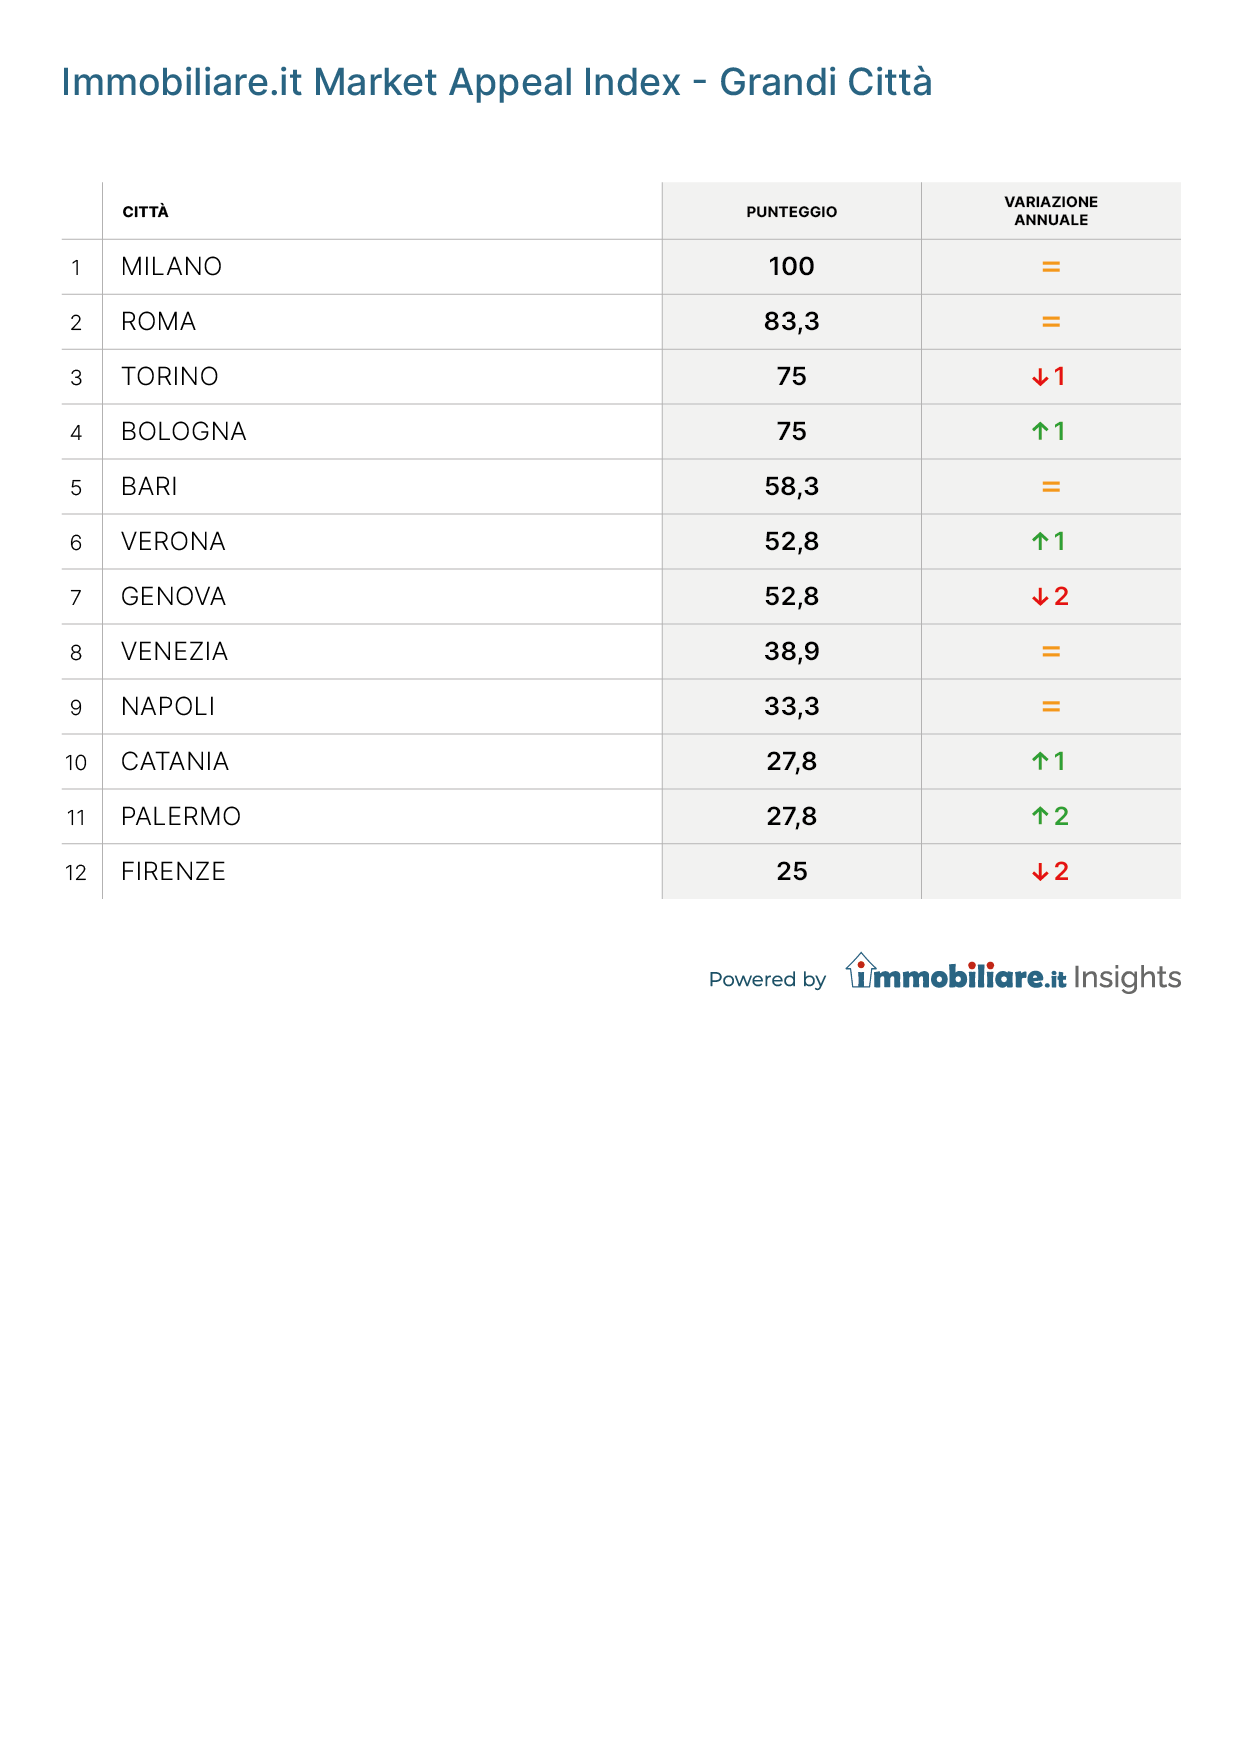 Immobiliare.it Market Appeal Index - Grandi Città
CITTÀ PUNTEGGIO VARIAZIONE ANNUALE
1 MILANO 100 =
2 ROMA 83,3 =
3 TORINO 75 ↓1
4 BOLOGNA 75 ↑1
5 BARI 58,3 =
6 VERONA 52,8 ↑1
7 GENOVA 52,8 ↓2
8 VENEZIA 38,9 =
9 NAPOLI 33,3 =
10 CATANIA 27,8 ↑1
11 PALERMO 27,8 ↑2
12 FIRENZE 25 ↓2
Powered by immobiliare.it Insights